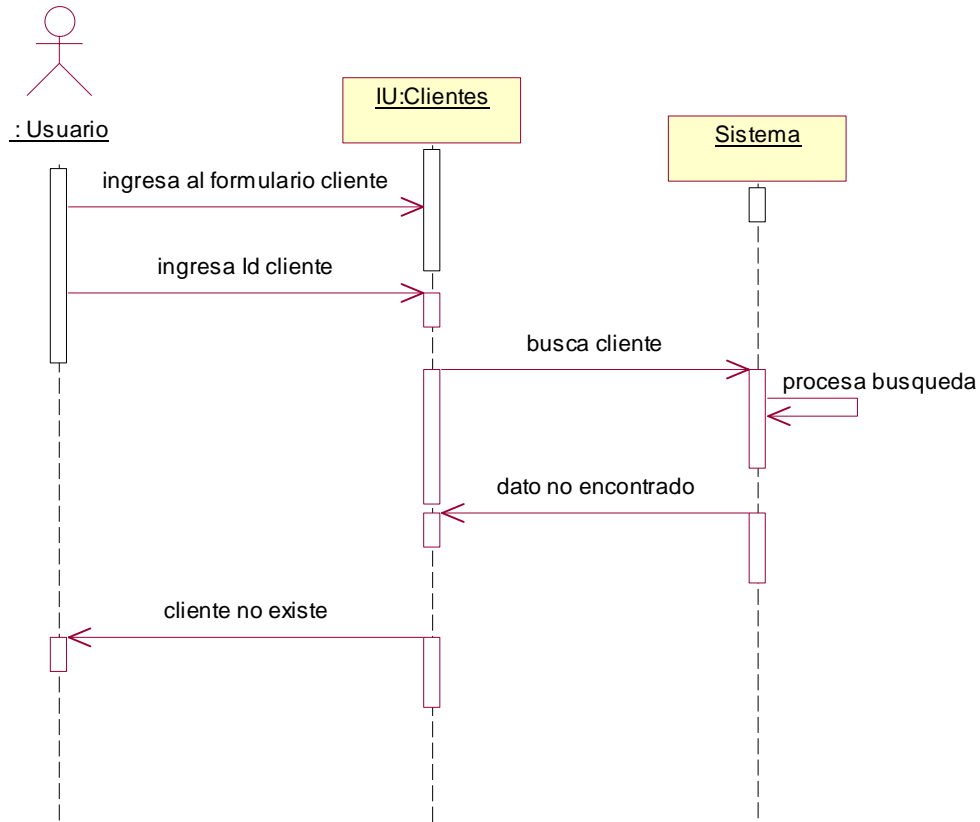 : Usuario
IU:Clientes
Sistema
ingresa al formulario cliente
ingresa Id cliente
busca cliente
procesa busqueda
dato no encontrado
cliente no existe